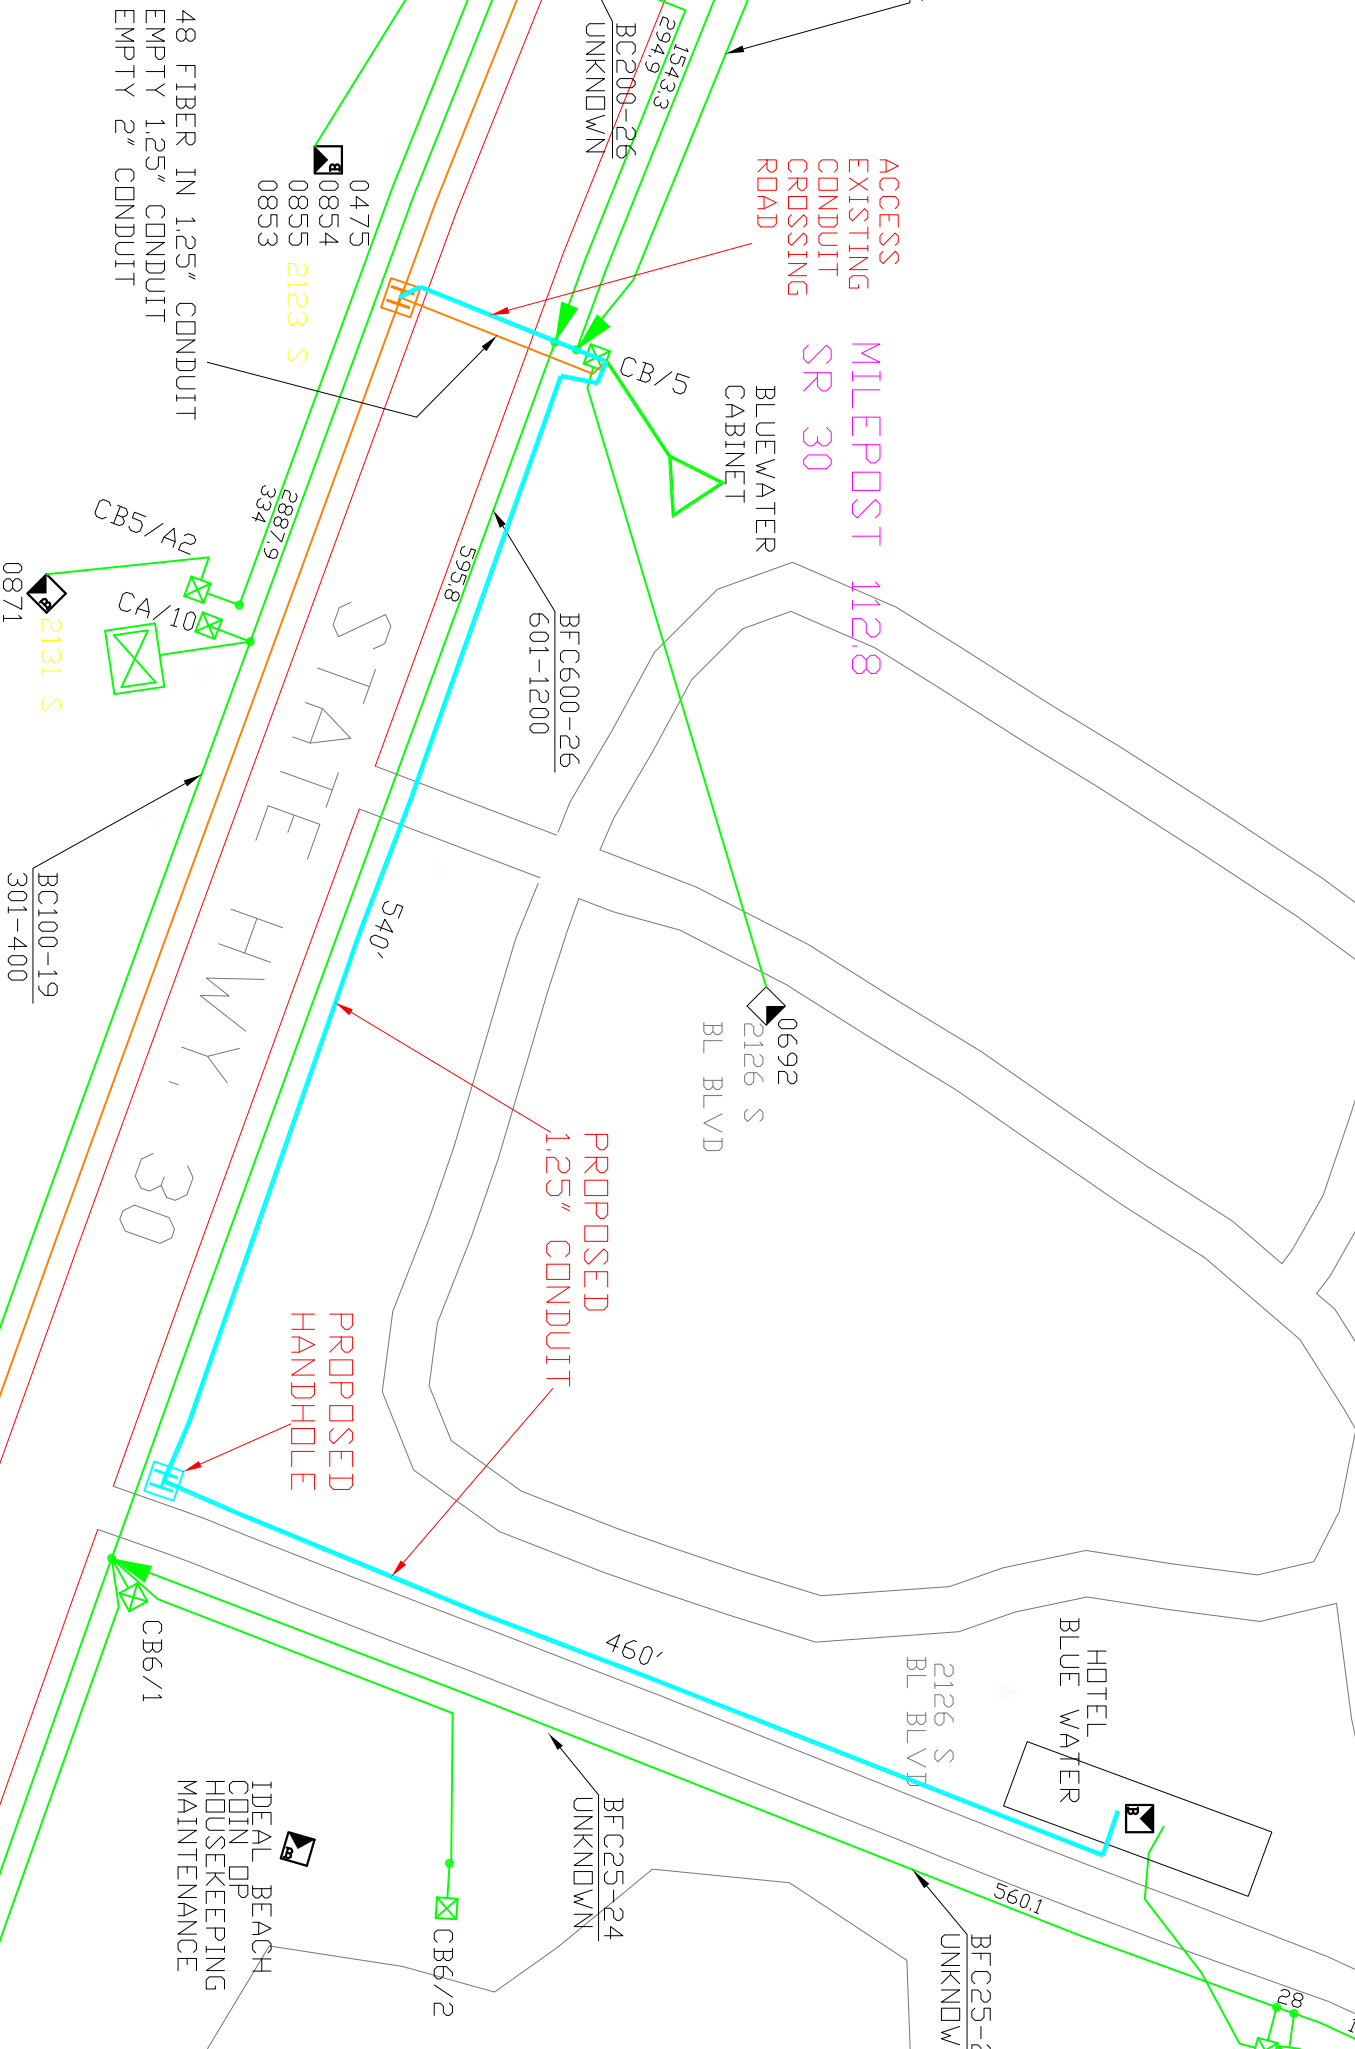 BC200-26
UNKNOWN
294.9
1543.3
ACCESS
EXISTING
CONDUIT
CROSSING
ROAD
MILEPOST 112.8
SR 30
BLUEWATER
CABINET
CB/5
0475
0854
0855
0853
2123 S
48 FIBER IN 1.25" CONDUIT
EMPTY 1.25" CONDUIT
EMPTY 2" CONDUIT
2887.9
334
CB5/A2
CA/10
0871
2131 S
595.8
BFC600-26
601-1200
STATE HWY. 30
BC100-19
301-400
540'
0692
2126 S
BL BLVD
PROPOSED
1.25" CONDUIT
PROPOSED
HANDHOLE
460'
CB6/1
HOTEL
BLUE WATER
2126 S
BL BLVD
BFC25-24
UNKNOWN
IDEAL BEACH
COIN OP
HOUSEKEEPING
MAINTENANCE
CB6/2
560.1
28
B
B
B
B